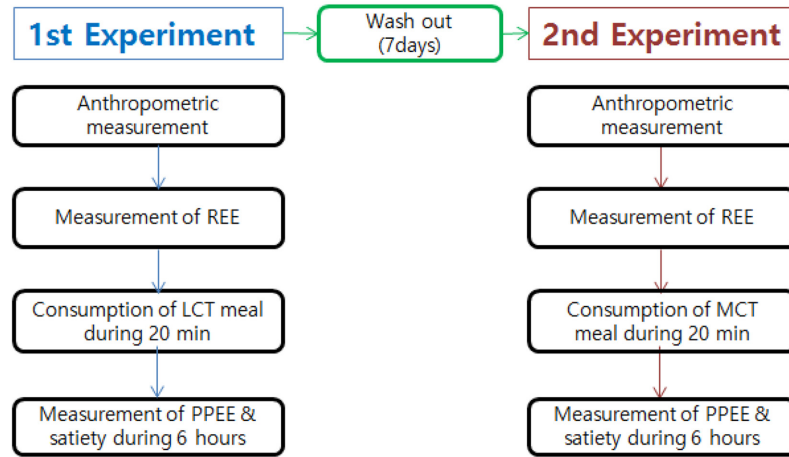 1st Experiment
Wash out
(7days)
2nd Experiment
Anthropometric
measurement
Measurement of REE
Consumption of LCT meal
during 20 min
Measurement of PPEE &
satiety during 6 hours
Anthropometric
measurement
Measurement of REE
Consumption of MCT
meal during 20 min
Measurement of PPEE &
satiety during 6 hours